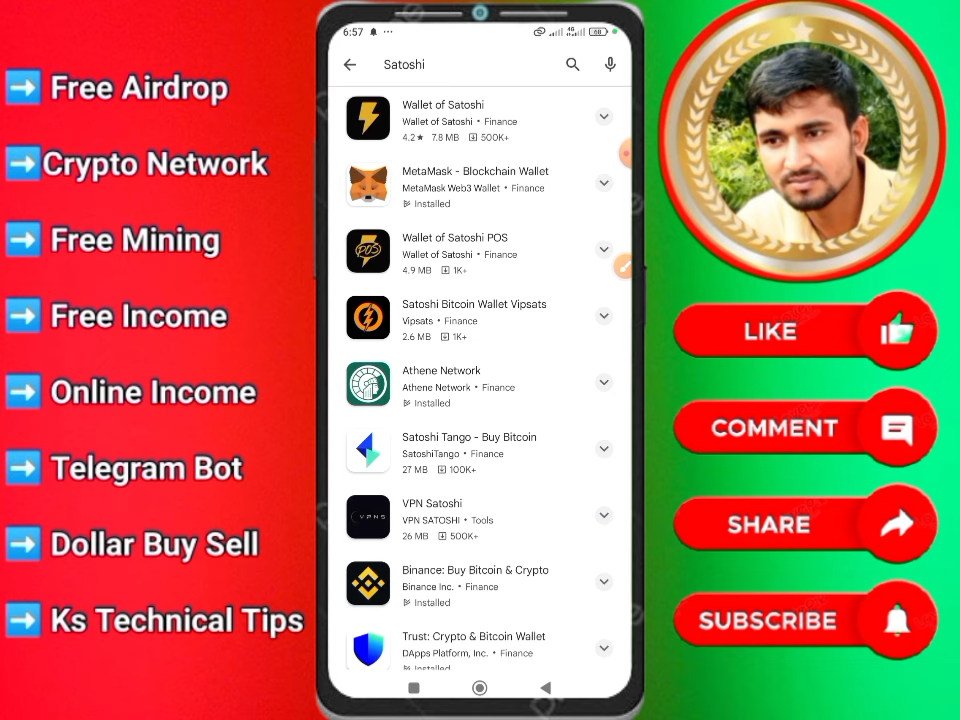 Free Airdrop
Crypto Network
Free Mining
Free Income
Online Income
Telegram Bot
Dollar Buy Sell
Ks Technical Tips
6:57
4G
68
Satoshi
Wallet of Satoshi
Wallet of Satoshi • Finance
4.2★ 7.8 MB 500K+
MetaMask - Blockchain Wallet
MetaMask Web3 Wallet • Finance
Installed
POS
Wallet of Satoshi POS
Wallet of Satoshi • Finance
4.9 MB 1K+
Satoshi Bitcoin Wallet Vipsats
Vipsats • Finance
2.6 MB 1K+
Athene Network
Athene Network • Finance
Installed
Satoshi Tango - Buy Bitcoin
SatoshiTango • Finance
27 MB 100K+
VPNS
VPN Satoshi
VPN SATOSHI • Tools
26 MB 500K+
Binance: Buy Bitcoin & Crypto
Binance Inc. • Finance
Installed
Trust: Crypto & Bitcoin Wallet
DApps Platform, Inc. • Finance
Installed
LIKE
COMMENT
SHARE
SUBSCRIBE